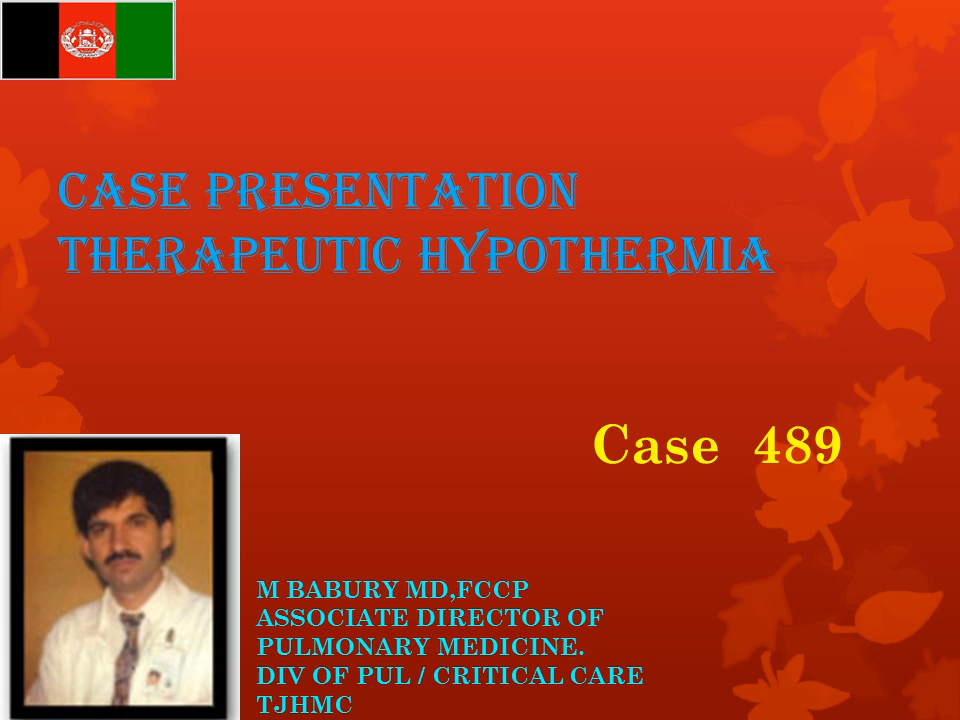 CASE PRESENTATION
THERAPEUTIC HYPOTHERMIA
Case 489
M BABURY MD,FCCP
ASSOCIATE DIRECTOR OF
PULMONARY MEDICINE.
DIV OF PUL / CRITICAL CARE
TJHMC